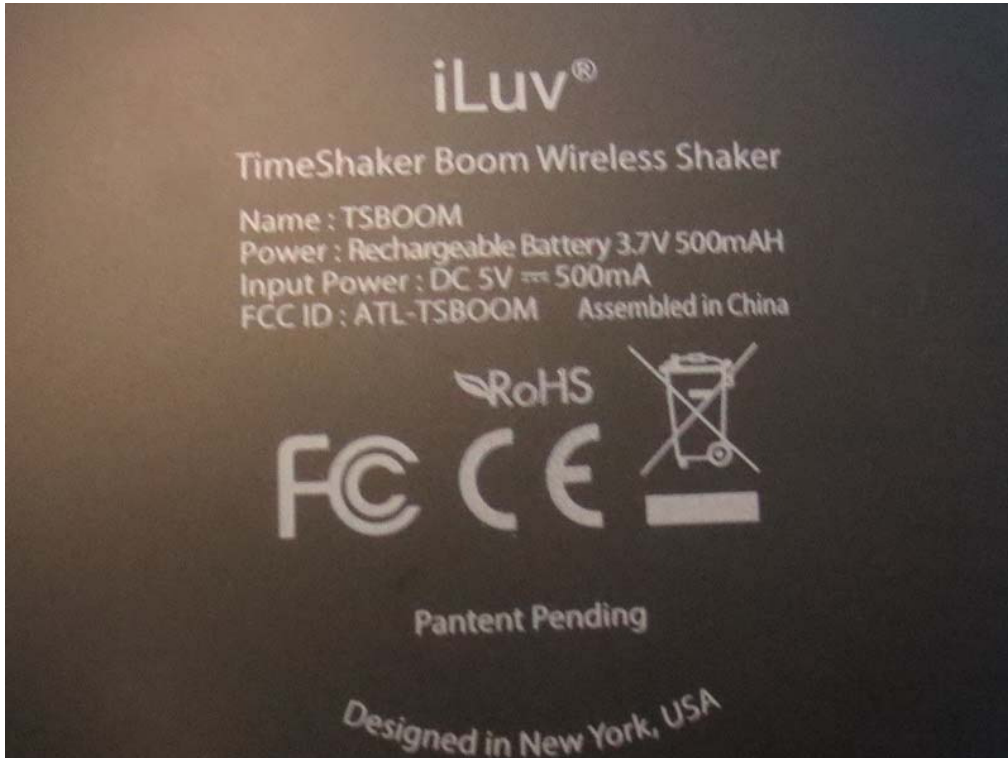 iLuv®
TimeShaker Boom Wireless Shaker
Name : TSBOOM
Power : Rechargeable Battery 3.7V 500mAH
Input Power : DC 5V ⎓ 500mA
FCC ID : ATL-TSBOOM Assembled in China
RoHS
FC CE
Pantent Pending
Designed in New York, USA